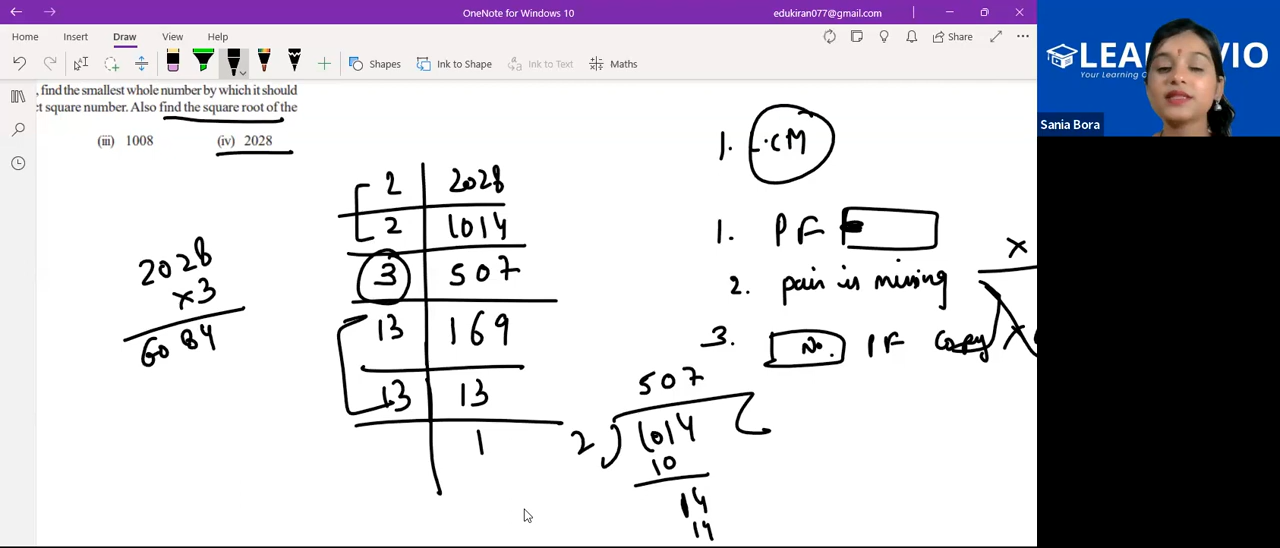 OneNote for Windows 10
edukiran077@gmail.com
Home Insert Draw View Help
Share
Shapes
Ink to Shape
Ink to Text
Maths
, find the smallest whole number by which it should
ct square number. Also find the square root of the
(iii) 1008 (iv) 2028
LEA VIO
Your Learning C
Sania Bora
2028
×3
6084
2 2028
2 1014
3 507
13 169
13 13
1
1. LCM
1. PF
2. pair is missing
3. No. PF copy
×
×
507
2 1014
10
14
14